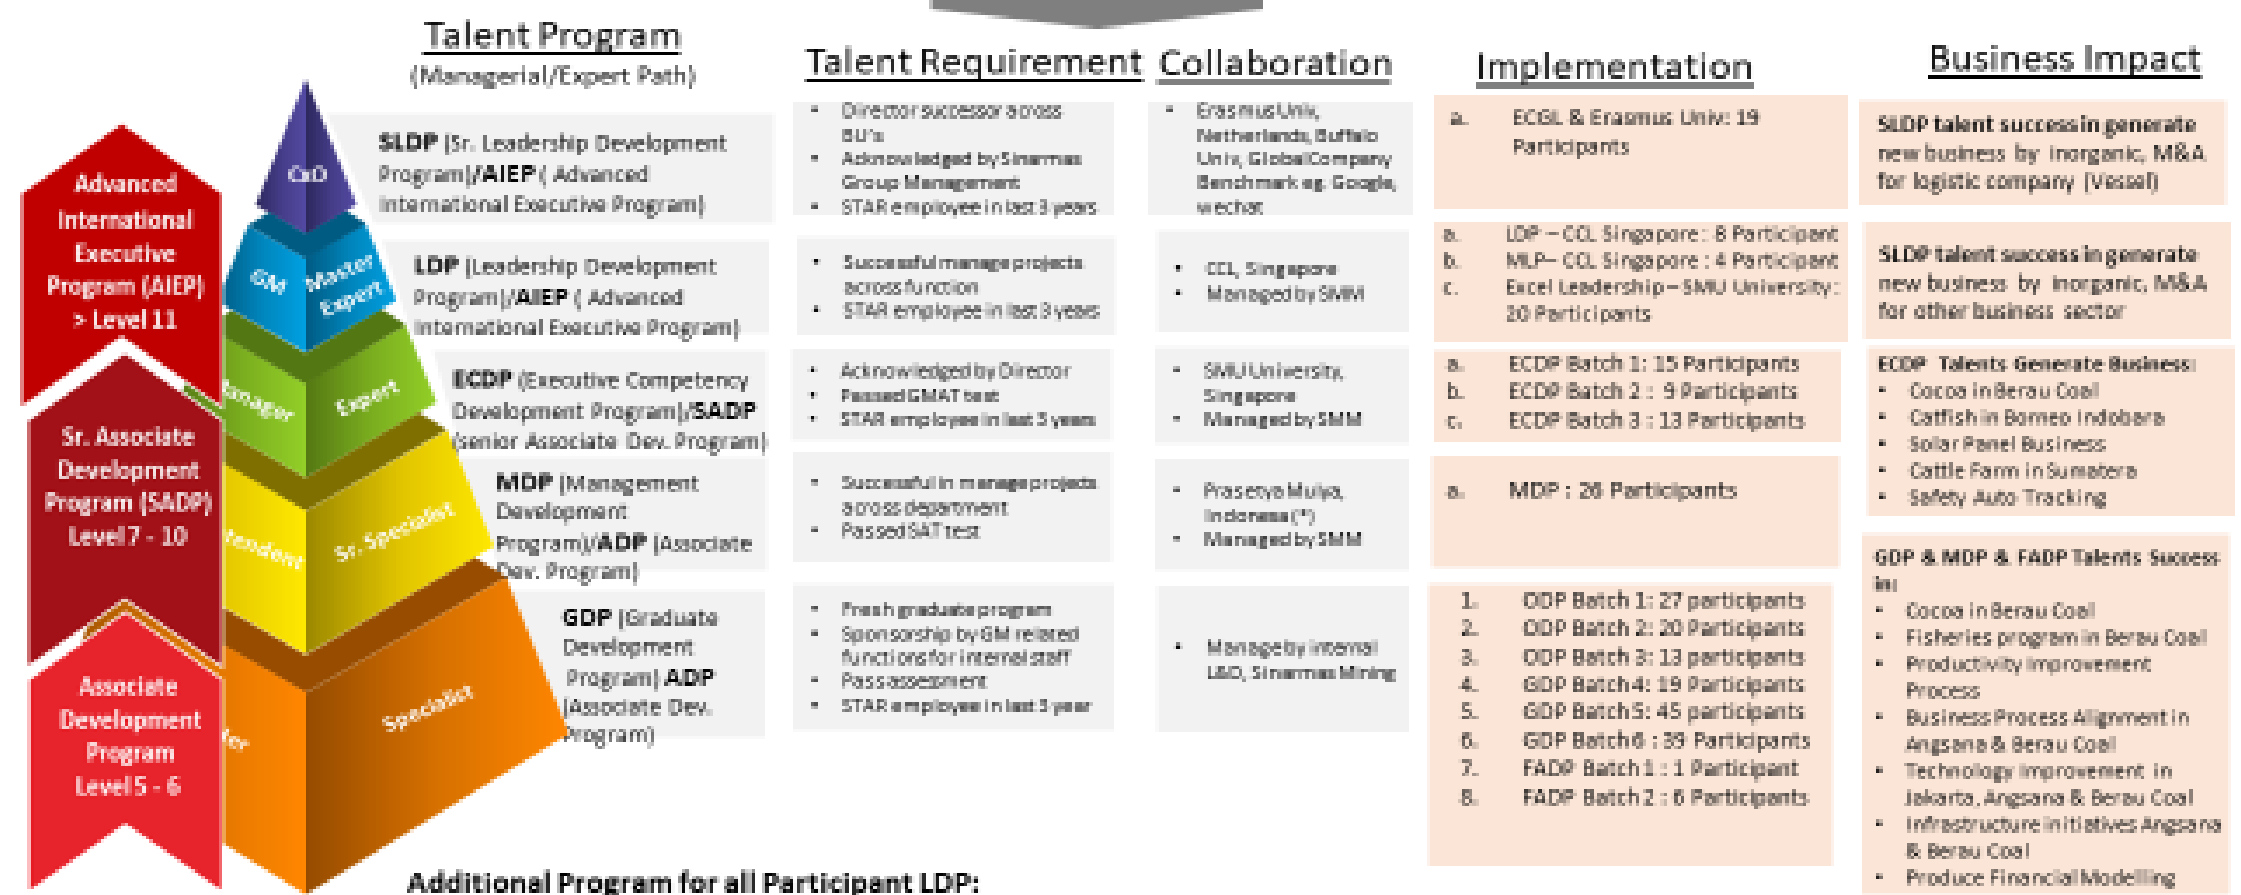 Talent Program
(Managerial/Expert Path)
Talent Requirement
Collaboration
Implementation
Business Impact
Advanced
International
Executive
Program (AIEP)
> Level 11
Sr. Associate
Development
Program (SADP)
Level 7 - 10
Associate
Development
Program
Level 5 - 6
CxO
GM
Master
Expert
Expert
Sr. Specialist
Specialist
SLDP (Sr. Leadership Development
Program)/AIEP ( Advanced
International Executive Program)
• Director successor across
BU's
• Acknowledged by Sinarmas
Group Management
• STAR employee in last 3 years
• Erasmus Univ,
Netherlands, Buffalo
Univ, Global Company
Benchmark eg. Google,
wechat
a. ECGL & Erasmus Univ: 19
Participants
SLDP talent success in generate
new business by inorganic, M&A
for logistic company (Vessel)
LDP (Leadership Development
Program)/AIEP ( Advanced
International Executive Program)
• Successful manage projects
across function
• STAR employee in last 3 years
• CCL, Singapore
• Managed by SMM
a. LDP – CCL Singapore : 8 Participant
b. MLP– CCL Singapore : 4 Participant
c. Excel Leadership – SMU University :
20 Participants
SLDP talent success in generate
new business by inorganic, M&A
for other business sector
ECDP (Executive Competency
Development Program)/SADP
(senior Associate Dev. Program)
• Acknowledged by Director
• Passed GMAT test
• STAR employee in last 3 years
• SMU University,
Singapore
• Managed by SMM
a. ECDP Batch 1: 15 Participants
b. ECDP Batch 2 : 9 Participants
c. ECDP Batch 3 : 13 Participants
ECDP Talents Generate Business:
• Cocoa in Berau Coal
• Catfish in Borneo Indobara
• Solar Panel Business
• Cattle Farm in Sumatera
• Safety Auto Tracking
MDP (Management
Development
Program)/ADP (Associate
Dev. Program)
• Successful in manage projects
across department
• Passed SAT test
• Prasetya Mulya,
Indonesa (*)
• Managed by SMM
a. MDP : 26 Participants
GDP (Graduate
Development
Program) ADP
(Associate Dev.
Program)
• Fresh graduate program
• Sponsorship by GM related
functions for internal staff
• Pass assessment
• STAR employee in last 3 year
• Manage by internal
L&D, Sinarmas Mining
1. ODP Batch 1: 27 participants
2. ODP Batch 2: 20 Participants
3. ODP Batch 3: 13 participants
4. GDP Batch 4: 19 Participants
5. GDP Batch 5: 45 participants
6. GDP Batch 6 : 39 Participants
7. FADP Batch 1 : 1 Participant
8. FADP Batch 2 : 6 Participants
GDP & MDP & FADP Talents Success
in:
• Cocoa in Berau Coal
• Fisheries program in Berau Coal
• Productivity Improvement
Process
• Business Process Alignment in
Angsana & Berau Coal
• Technology Improvement in
Jakarta, Angsana & Berau Coal
• Infrastructure initiatives Angsana
& Berau Coal
• Produce Financial Modelling
Additional Program for all Participant LDP: